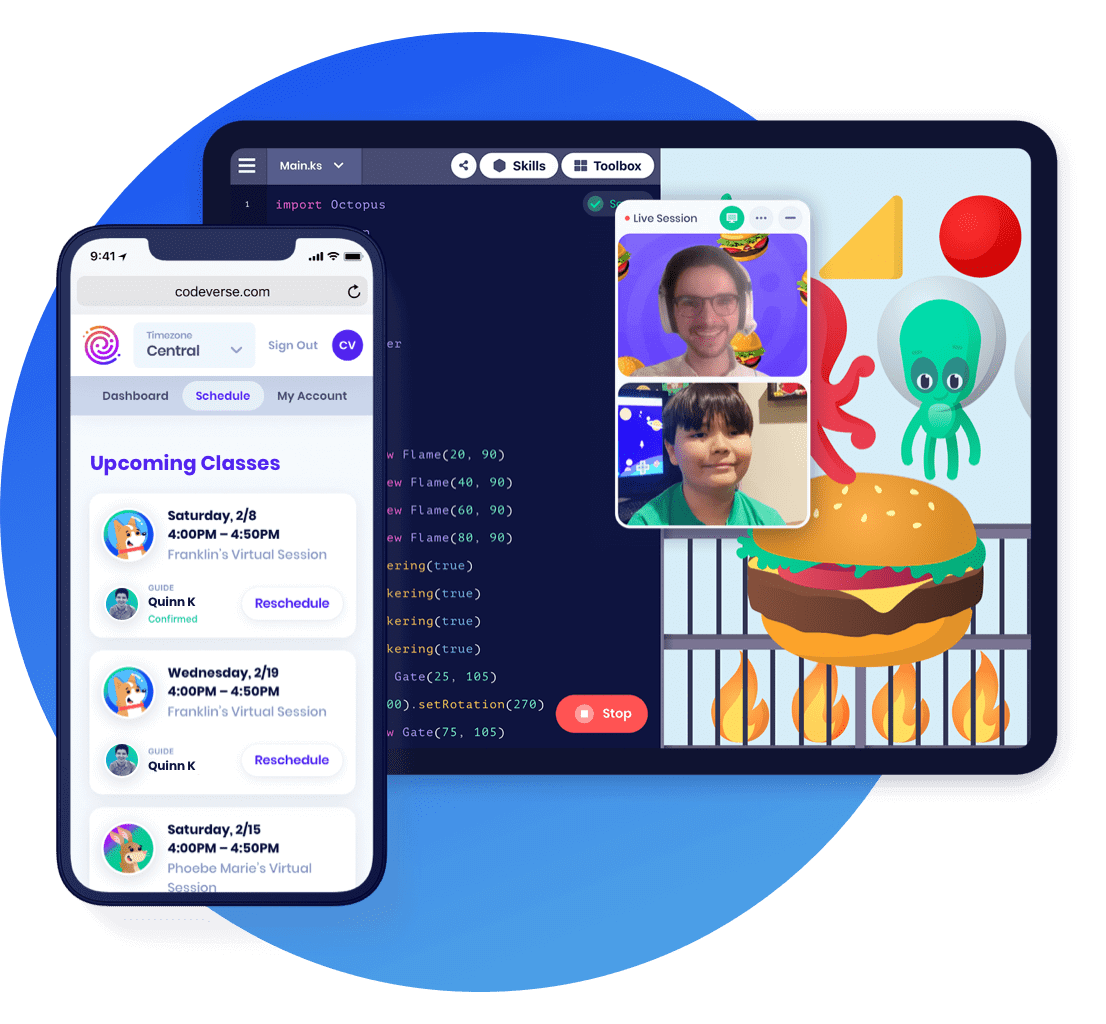 Main.ks
Skills
Toolbox
1
import Octopus
Live Session
er
w Flame(20, 90)
ew Flame(40, 90)
ew Flame(60, 90)
ew Flame(80, 90)
ering(true)
kering(true)
kering(true)
kering(true)
Gate(25, 105)
00).setRotation(270)
w Gate(75, 105)
Stop
9:41
codeverse.com
Timezone
Central
Sign Out
CV
Dashboard
Schedule
My Account
Upcoming Classes
Saturday, 2/8
4:00PM – 4:50PM
Franklin's Virtual Session
GUIDE
Quinn K
Confirmed
Reschedule
Wednesday, 2/19
4:00PM – 4:50PM
Franklin's Virtual Session
GUIDE
Quinn K
Reschedule
Saturday, 2/15
4:00PM – 4:50PM
Phoebe Marie's Virtual
Session